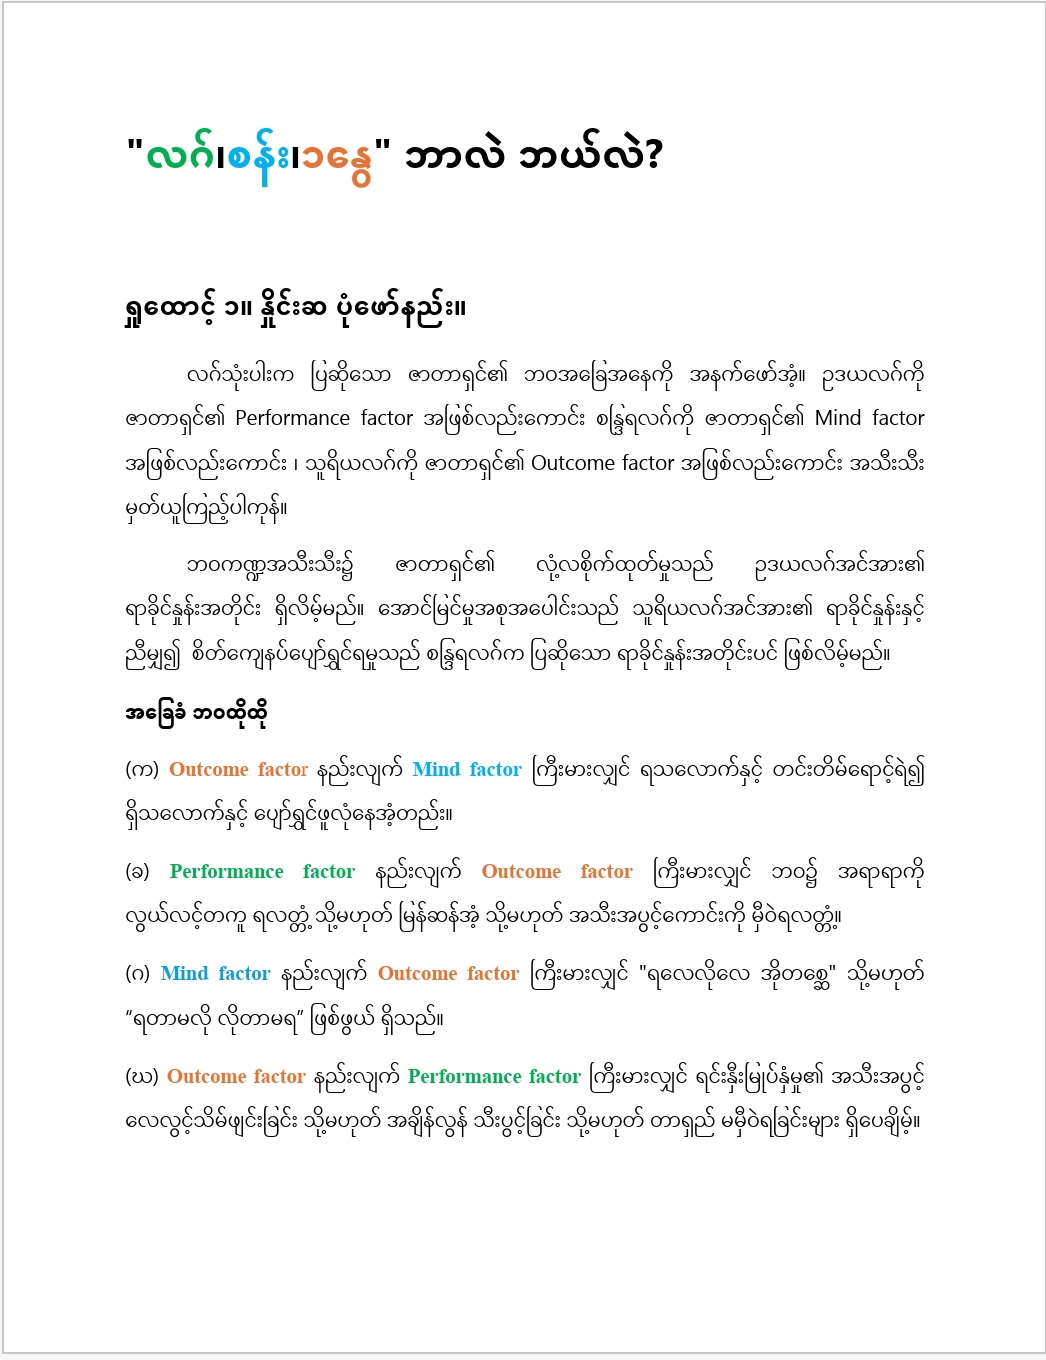 "လဂ်၊စန်း၊၁နွေ" ဘာလဲ ဘယ်လဲ?
ရှုထောင့် ၁။ နှိုင်းဆ ပုံဖော်နည်း။
လဂ်သုံးပါးက ပြဆိုသော ဇာတာရှင်၏ ဘဝအခြေအနေကို အနက်ဖော်အံ့။ ဥဒယလဂ်ကို
ဇာတာရှင်၏ Performance factor အဖြစ်လည်းကောင်း စန္ဒြရလဂ်ကို ဇာတာရှင်၏ Mind factor
အဖြစ်လည်းကောင်း ၊ သူရိယလဂ်ကို ဇာတာရှင်၏ Outcome factor အဖြစ်လည်းကောင်း အသီးသီး
မှတ်ယူကြည့်ပါကုန်။
ဘဝကဏ္ဍအသီးသီး၌ ဇာတာရှင်၏ လုံ့လစိုက်ထုတ်မှုသည် ဥဒယလဂ်အင်အား၏
ရာခိုင်နှုန်းအတိုင်း ရှိလိမ့်မည်။ အောင်မြင်မှုအစုအပေါင်းသည် သူရိယလဂ်အင်အား၏ ရာခိုင်နှုန်းနှင့်
ညီမျှ၍ စိတ်ကျေနပ်ပျော်ရွှင်ရမှုသည် စန္ဒြရလဂ်က ပြဆိုသော ရာခိုင်နှုန်းအတိုင်းပင် ဖြစ်လိမ့်မည်။
အခြေခံ ဘဝထိုထို
(က) Outcome factor နည်းလျက် Mind factor ကြီးမားလျှင် ရသလောက်နှင့် တင်းတိမ်ရောင့်ရဲ၍
ရှိသလောက်နှင့် ပျော်ရွှင်ဖူလုံနေအံ့တည်း။
(ခ) Performance factor နည်းလျက် Outcome factor ကြီးမားလျှင် ဘဝ၌ အရာရာကို
လွယ်လင့်တကူ ရလတ္တံ့ သို့မဟုတ် မြန်ဆန်အံ့ သို့မဟုတ် အသီးအပွင့်ကောင်းကို မှီဝဲရလတ္တံ့။
(ဂ) Mind factor နည်းလျက် Outcome factor ကြီးမားလျှင် "ရလေလိုလေ အိုတစ္ဆေ" သို့မဟုတ်
“ရတာမလို လိုတာမရ” ဖြစ်ဖွယ် ရှိသည်။
(ဃ) Outcome factor နည်းလျက် Performance factor ကြီးမားလျှင် ရင်းနှီးမြှုပ်နှံမှု၏ အသီးအပွင့်
လေလွင့်သိမ်ဖျင်းခြင်း သို့မဟုတ် အချိန်လွန် သီးပွင့်ခြင်း သို့မဟုတ် တာရှည် မမှီဝဲရခြင်းများ ရှိပေချိမ့်။